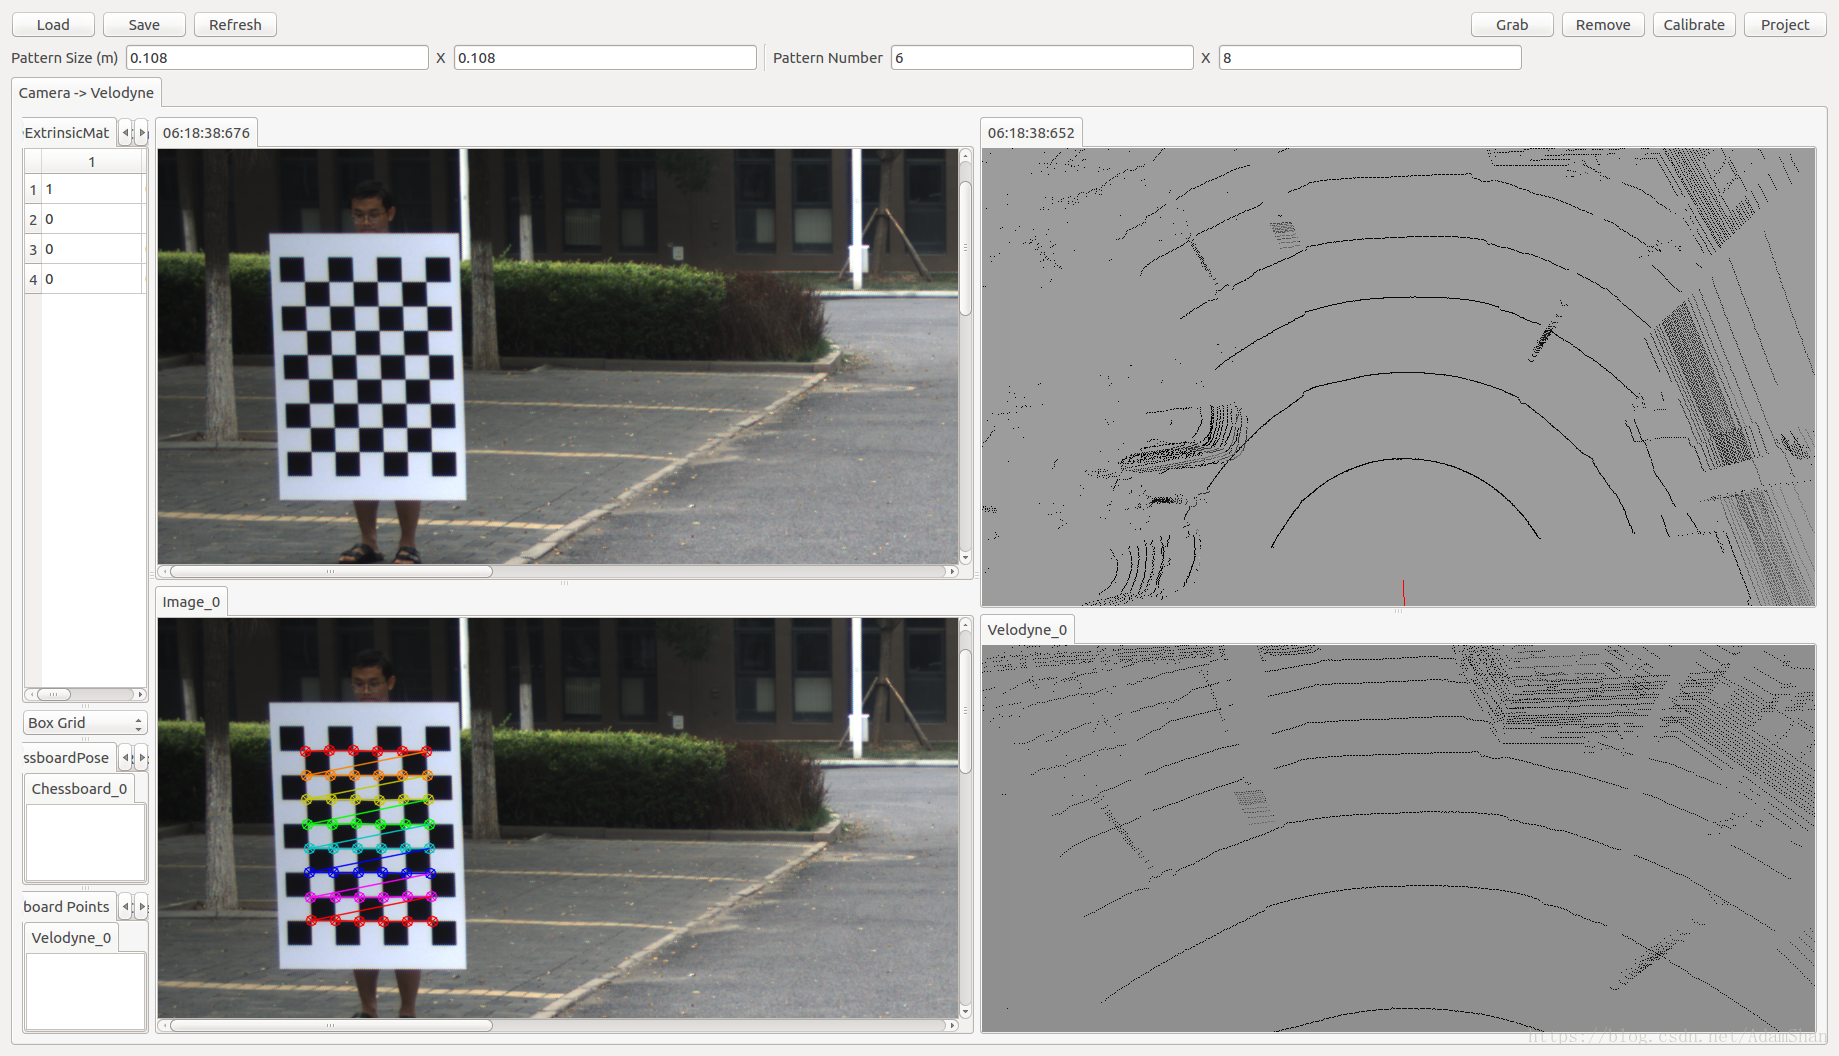 Load Save Refresh Grab Remove Calibrate Project
Pattern Size (m) 0.108 X 0.108 Pattern Number 6 X 8
Camera -> Velodyne
ExtrinsicMat
1
1 1
2 0
3 0
4 0
Box Grid
ssboardPose
Chessboard_0
board Points
Velodyne_0
06:18:38:676
Image_0
06:18:38:652
Velodyne_0
https://blog.csdn.net/AdamShan